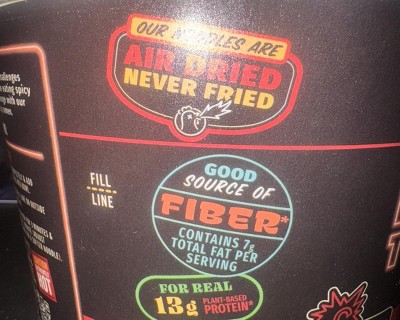 OUR NOODLES ARE
AIR DRIED
NEVER FRIED
FILL
LINE
GOOD
SOURCE OF
FIBER*
CONTAINS 7g
TOTAL FAT PER
SERVING
FOR REAL
13g PLANT-BASED
PROTEIN*